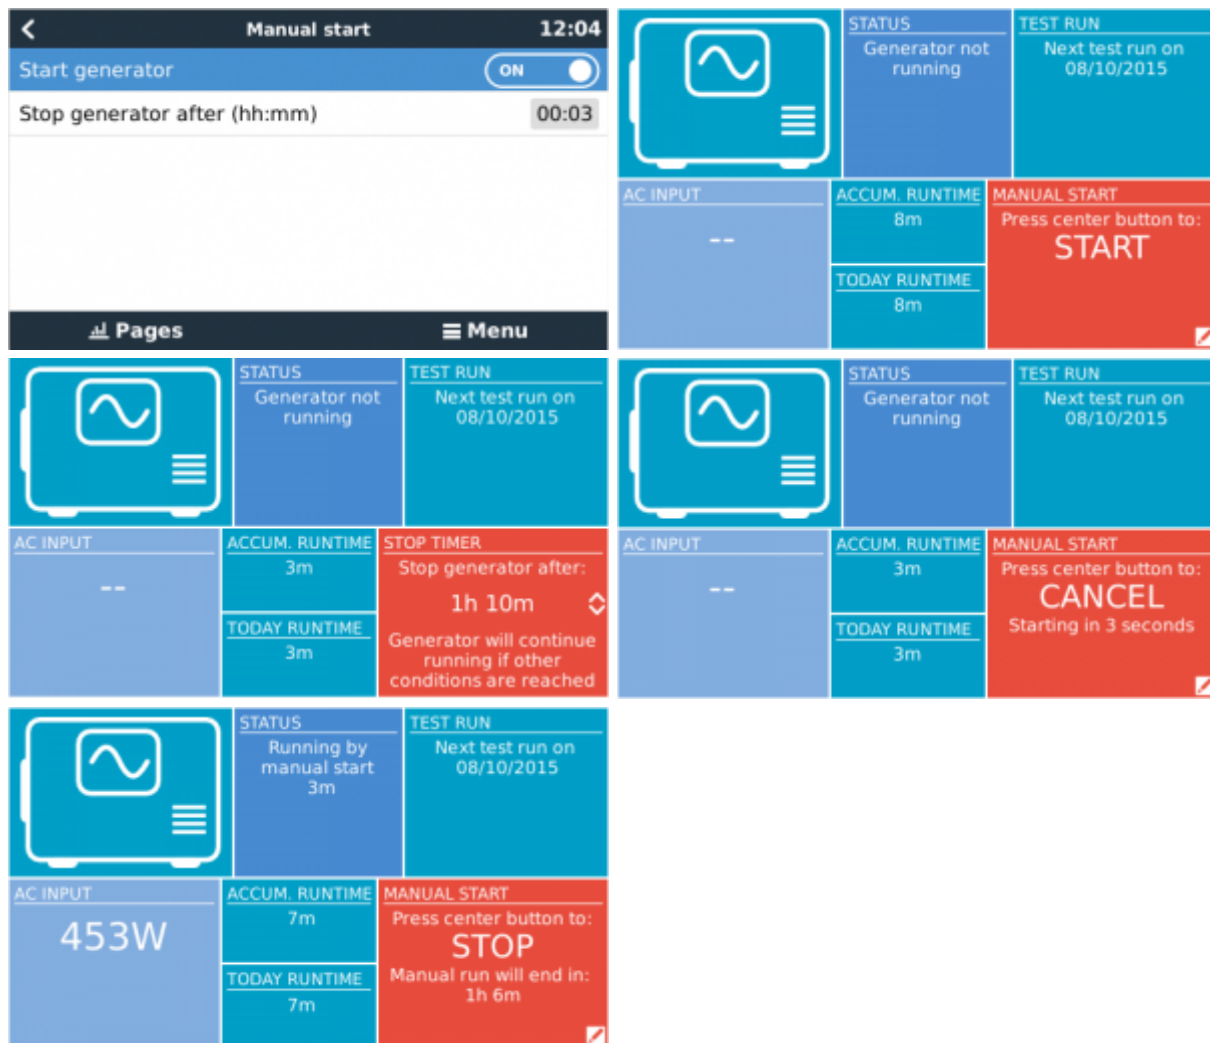 Manual start 12:04
Start generator ON
Stop generator after (hh:mm) 00:03
Pages Menu
STATUS
Generator not
running
TEST RUN
Next test run on
08/10/2015
AC INPUT
--
ACCUM. RUNTIME
8m
TODAY RUNTIME
8m
MANUAL START
Press center button to:
START
STATUS
Generator not
running
TEST RUN
Next test run on
08/10/2015
AC INPUT
--
ACCUM. RUNTIME
3m
TODAY RUNTIME
3m
STOP TIMER
Stop generator after:
1h 10m
Generator will continue
running if other
conditions are reached
STATUS
Generator not
running
TEST RUN
Next test run on
08/10/2015
AC INPUT
--
ACCUM. RUNTIME
3m
TODAY RUNTIME
3m
MANUAL START
Press center button to:
CANCEL
Starting in 3 seconds
STATUS
Running by
manual start
3m
TEST RUN
Next test run on
08/10/2015
AC INPUT
453W
ACCUM. RUNTIME
7m
TODAY RUNTIME
7m
MANUAL START
Press center button to:
STOP
Manual run will end in:
1h 6m